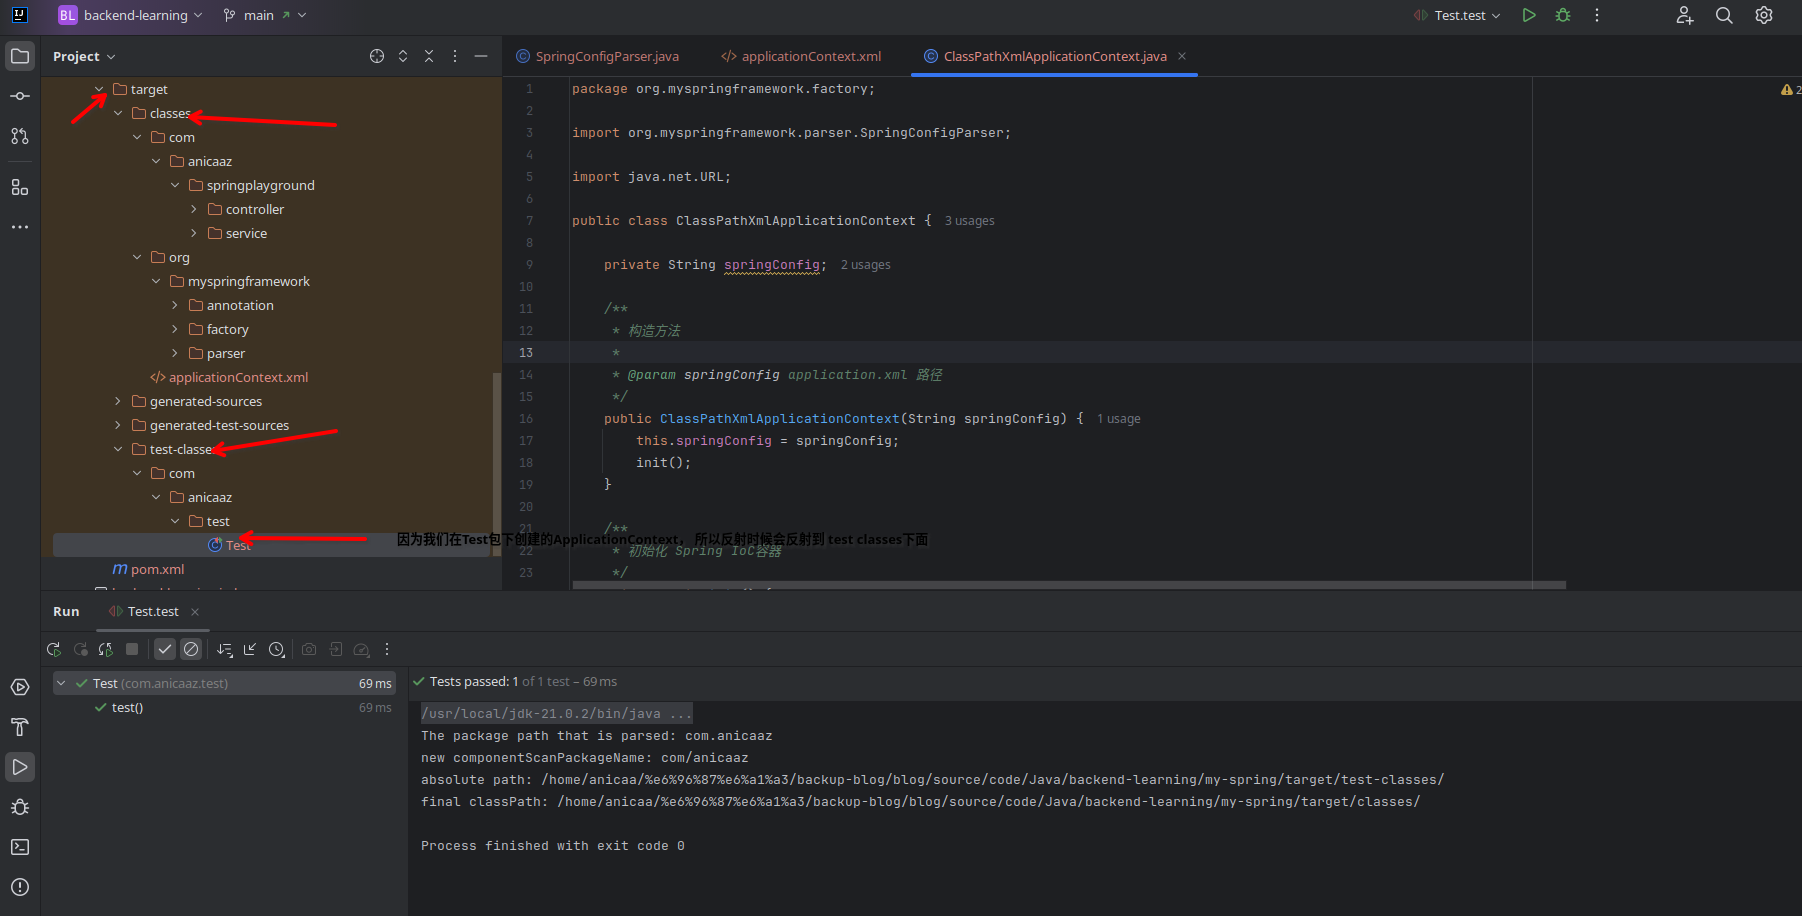 BL backend-learning main
Test.test
Project
SpringConfigParser.java
applicationContext.xml
ClassPathXmlApplicationContext.java
target
classes
com
anicaaz
springplayground
controller
service
org
myspringframework
annotation
factory
parser
applicationContext.xml
generated-sources
generated-test-sources
test-classe
com
anicaaz
test
Test
pom.xml
1 package org.myspringframework.factory;
2
2
3 import org.myspringframework.parser.SpringConfigParser;
4
5 import java.net.URL;
6
7 public class ClassPathXmlApplicationContext { 3 usages
8
9 private String springConfig; 2 usages
10
11 /**
12 * 构造方法
13 *
14 * @param springConfig application.xml 路径
15 */
16 public ClassPathXmlApplicationContext(String springConfig) { 1 usage
17 this.springConfig = springConfig;
18 init();
19 }
20
21 /**
因为我们在Test包下创建的ApplicationContext，所以反射时候会反射到 test classes下面
22 * 初始化 Spring IoC容器
23 */
Run
Test.test
Test (com.anicaaz.test) 69 ms
test() 69 ms
Tests passed: 1 of 1 test – 69 ms
/usr/local/jdk-21.0.2/bin/java ...
The package path that is parsed: com.anicaaz
new componentScanPackageName: com/anicaaz
absolute path: /home/anicaa/%e6%96%87%e6%a1%a3/backup-blog/blog/source/code/Java/backend-learning/my-spring/target/test-classes/
final classPath: /home/anicaa/%e6%96%87%e6%a1%a3/backup-blog/blog/source/code/Java/backend-learning/my-spring/target/classes/
Process finished with exit code 0